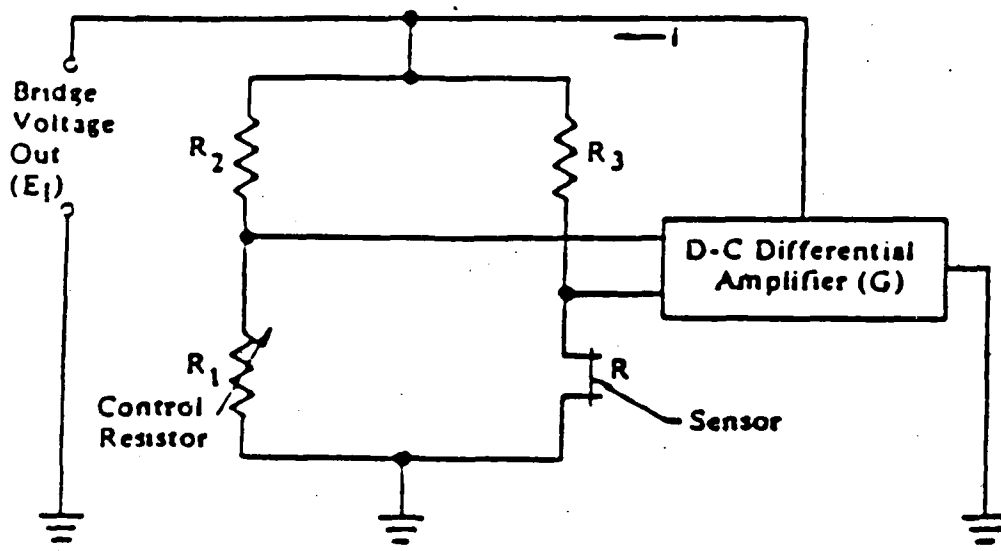 i
Bridge
Voltage
Out
(E₁)
R₂
R₃
D-C Differential
Amplifier (G)
R₁
Control
Resistor
R
Sensor